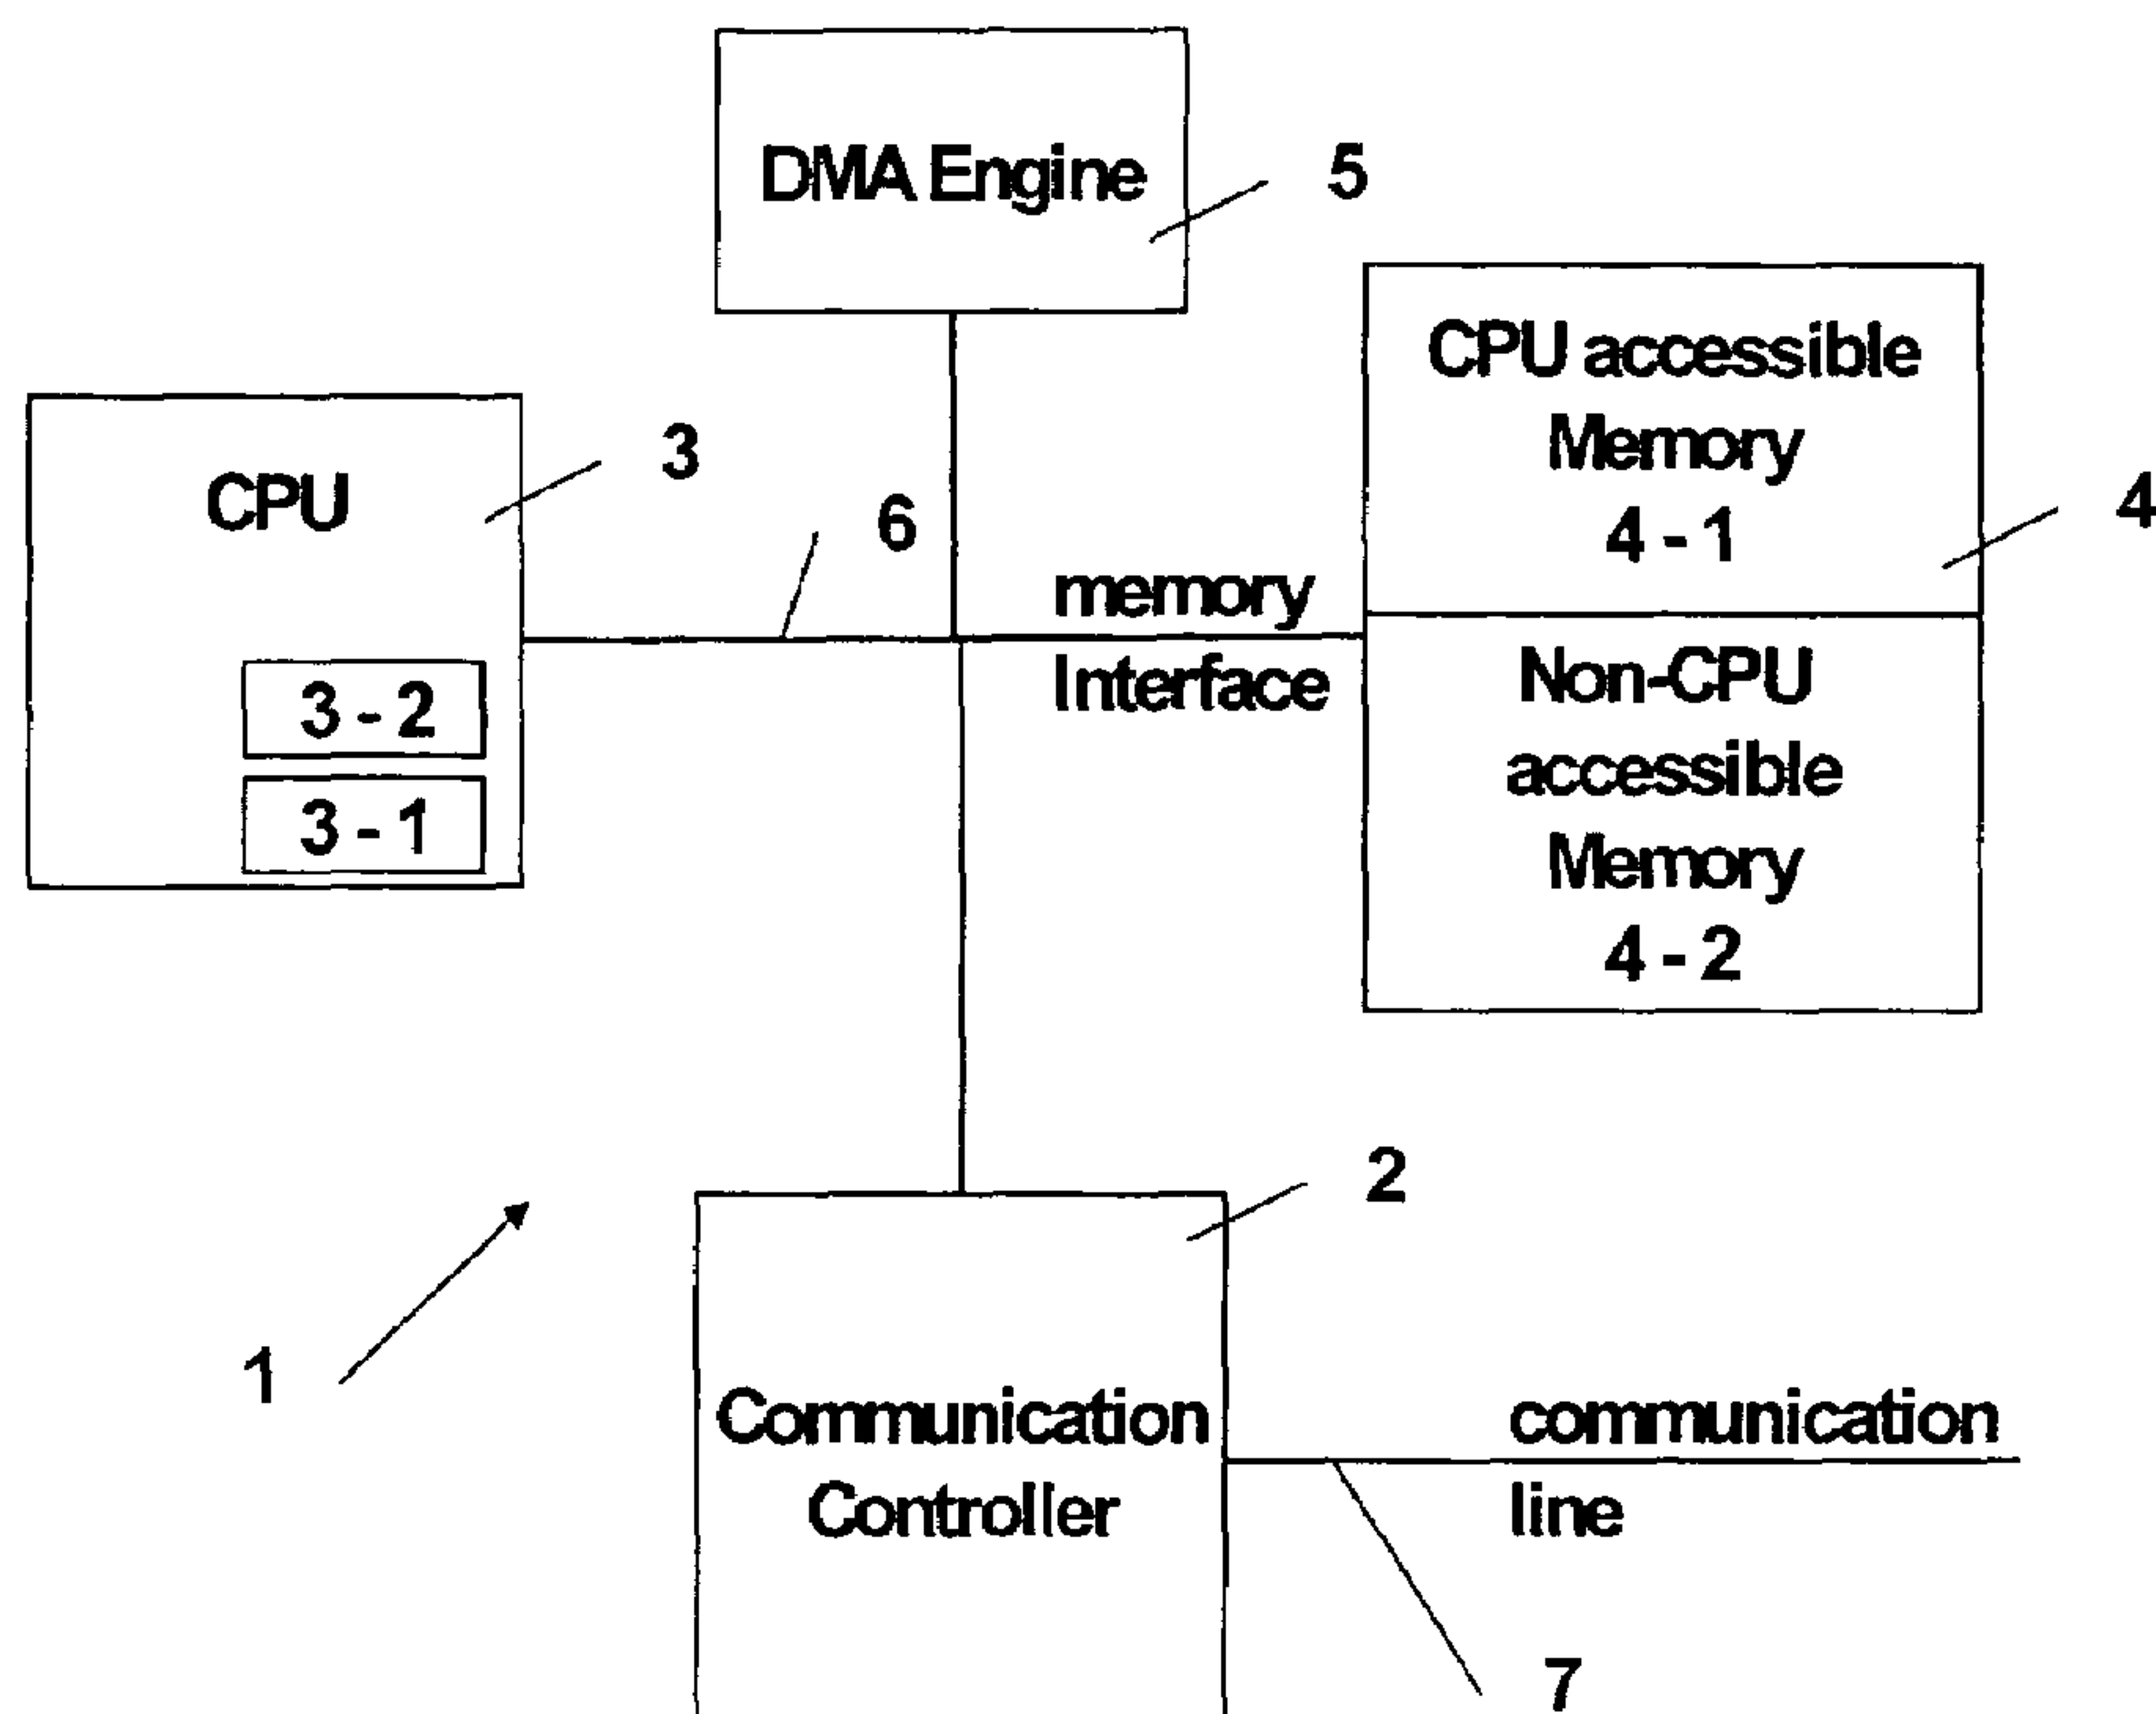 DMA Engine
5
CPU accessible
Memory
4 - 1
4
CPU
3
6
memory
Interface
Non-CPU
accessible
Memory
4 - 2
3 - 2
3 - 1
2
1
Communication
Controller
communication
line
7